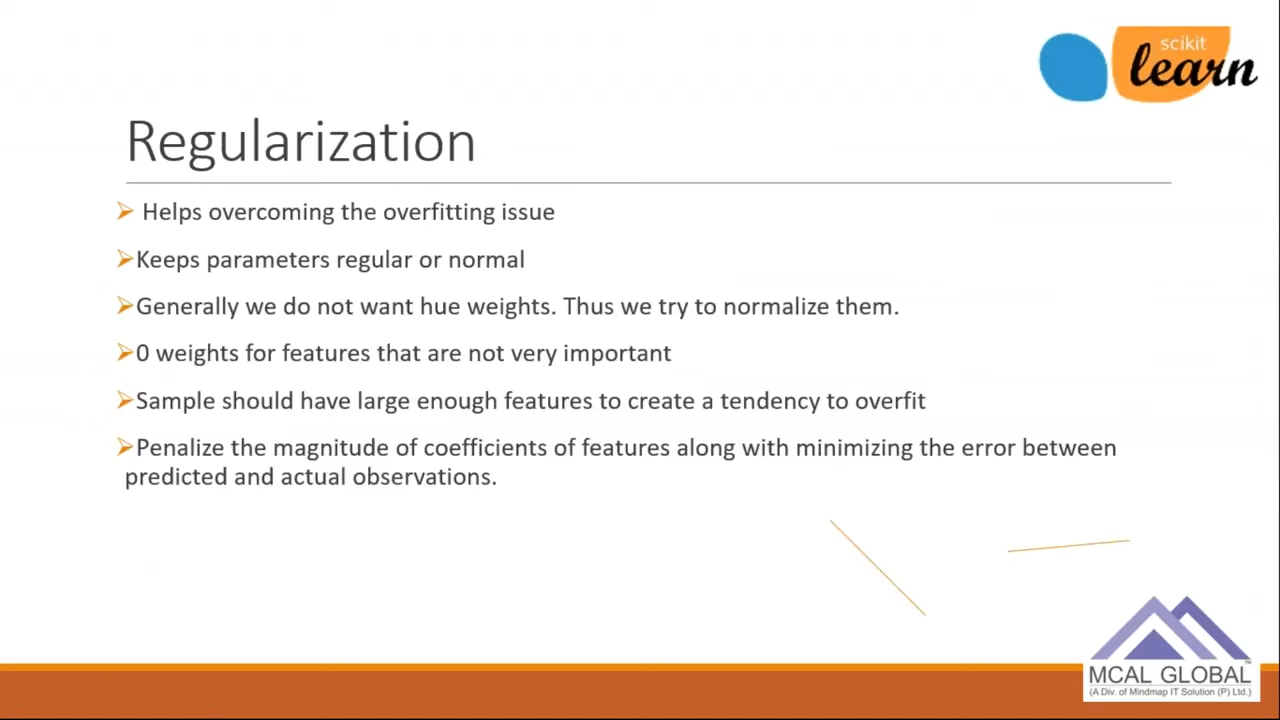 scikit
learn
Regularization
Helps overcoming the overfitting issue
Keeps parameters regular or normal
Generally we do not want hue weights. Thus we try to normalize them.
0 weights for features that are not very important
Sample should have large enough features to create a tendency to overfit
Penalize the magnitude of coefficients of features along with minimizing the error between
predicted and actual observations.
MCAL GLOBAL™
(A Div. of Mindmap IT Solution (P) Ltd.)